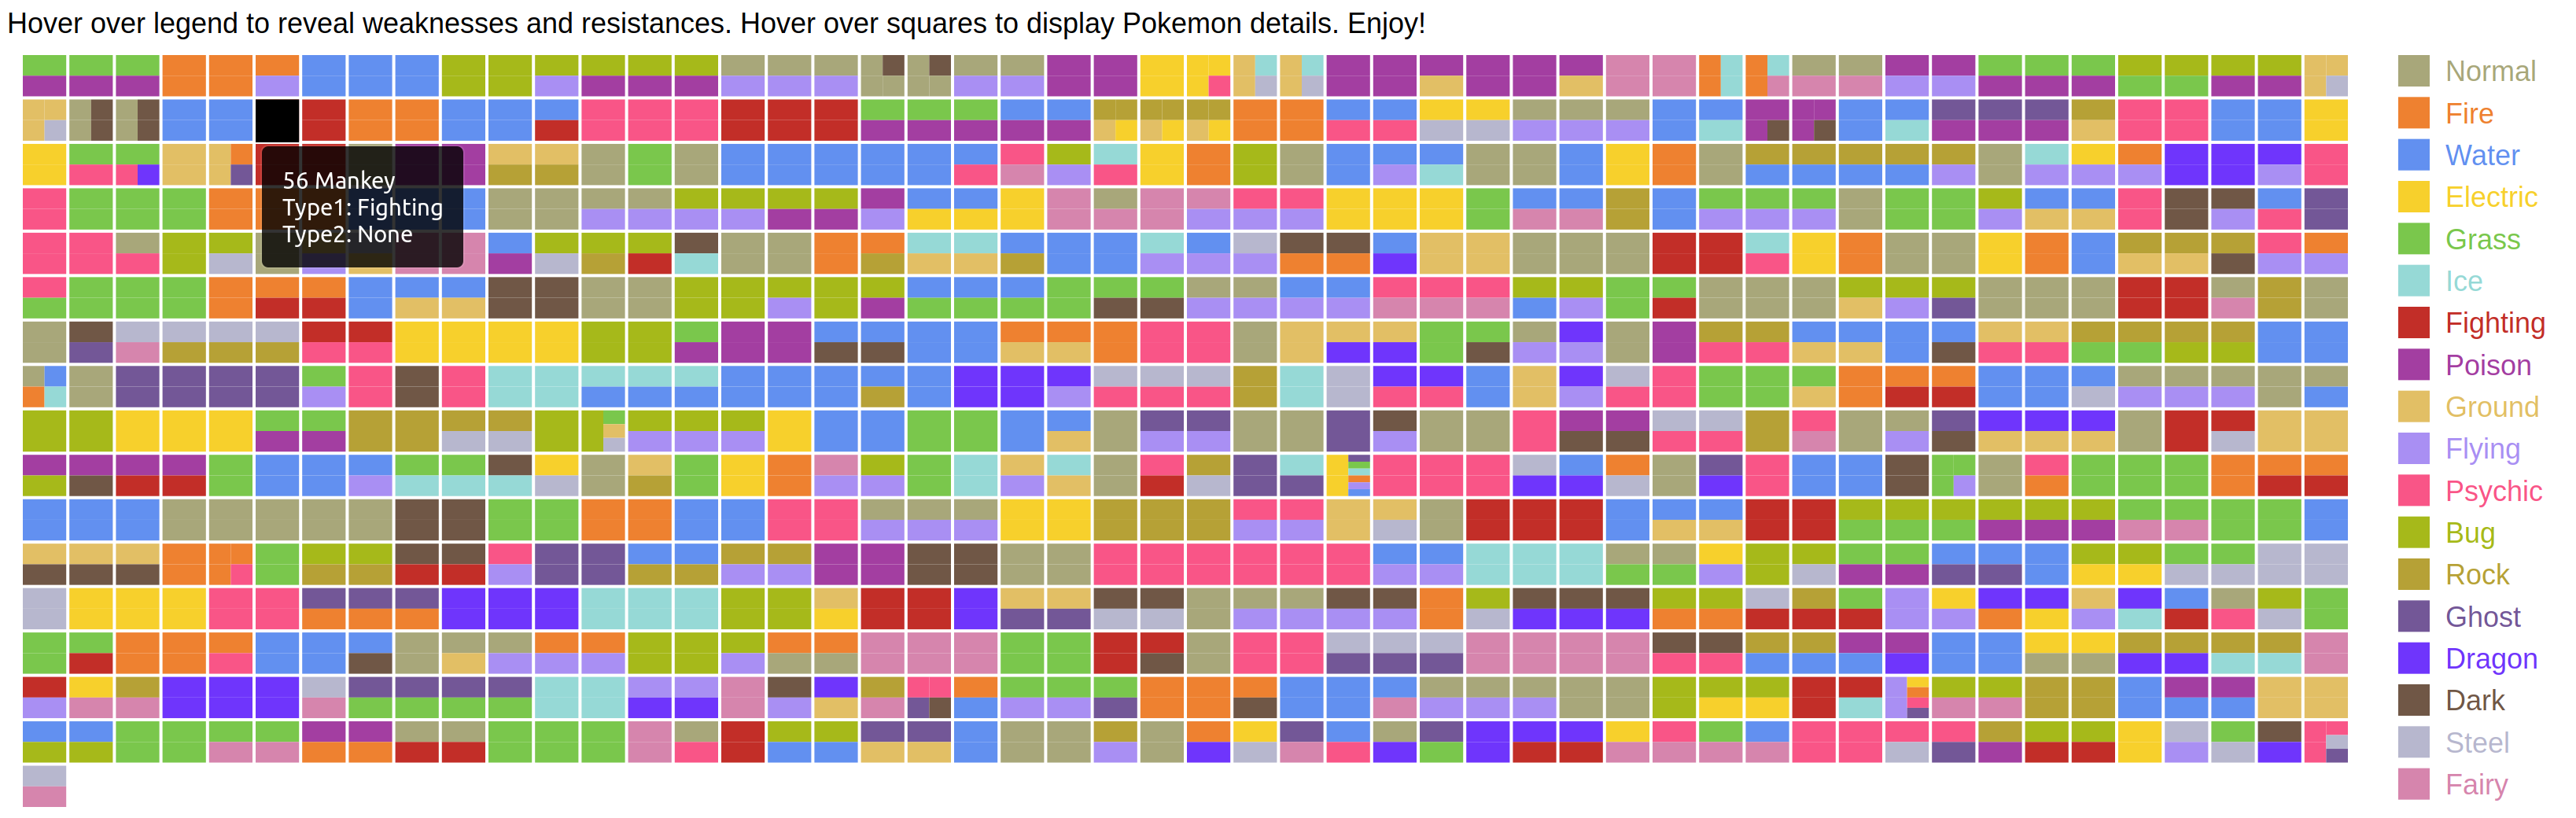 Hover over legend to reveal weaknesses and resistances. Hover over squares to display Pokemon details. Enjoy!
56 Mankey
Type1: Fighting
Type2: None
Normal
Fire
Water
Electric
Grass
Ice
Fighting
Poison
Ground
Flying
Psychic
Bug
Rock
Ghost
Dragon
Dark
Steel
Fairy